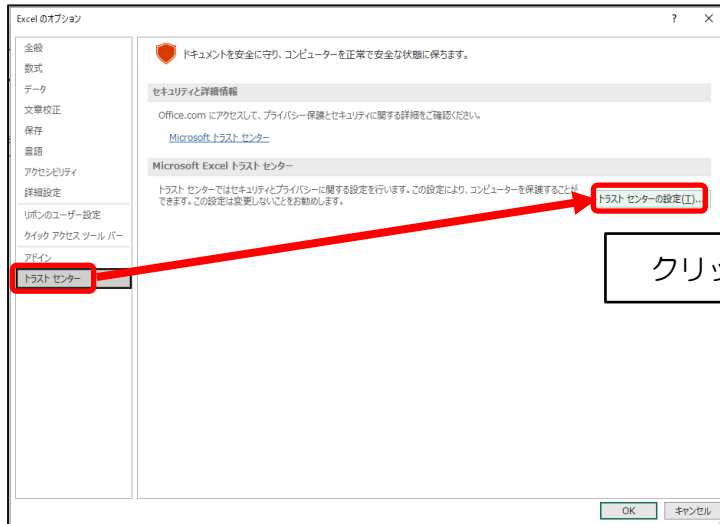 Excel のオプション
? ×
全般
数式
データ
文章校正
保存
言語
アクセシビリティ
詳細設定
リボンのユーザー設定
クイック アクセス ツール バー
アドイン
トラスト センター
ドキュメントを安全に守り、コンピューターを正常で安全な状態に保ちます。
セキュリティと詳細情報
Office.com にアクセスして、プライバシー保護とセキュリティに関する詳細をご確認ください。
Microsoft トラスト センター
Microsoft Excel トラスト センター
トラスト センターではセキュリティとプライバシーに関する設定を行います。この設定により、コンピューターを保護することが
できます。この設定は変更しないことをお勧めします。
トラスト センターの設定(T)...
クリッ
OK
キャンセル